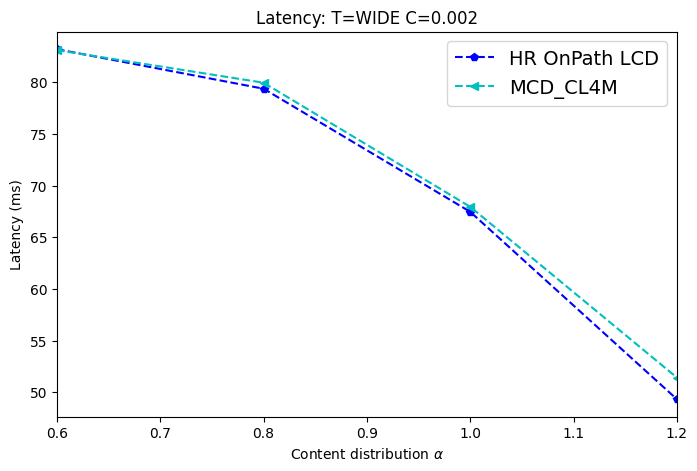 Latency: T=WIDE C=0.002
HR OnPath LCD
MCD_CL4M
Latency (ms)
80
75
70
65
60
55
50
0.6 0.7 0.8 0.9 1.0 1.1 1.2
Content distribution α